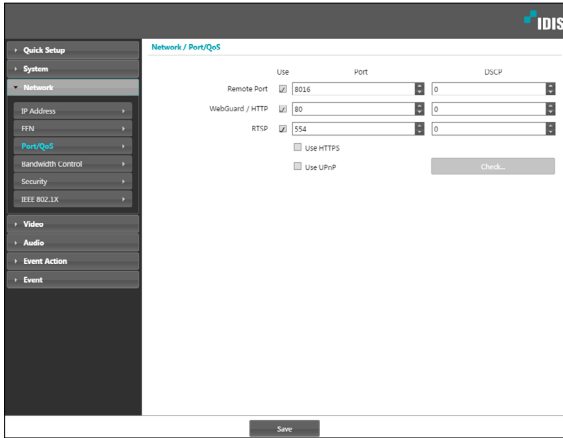 IDIS
Quick Setup
System
Network
IP Address
FEN
Port/QoS
Bandwidth Control
Security
IEEE 802.1X
Video
Audio
Event Action
Event
Network / Port/QoS
Use Port DSCP
Remote Port 8016 0
WebGuard / HTTP 80 0
RTSP 554 0
Use HTTPS
Use UPnP Check...
Save